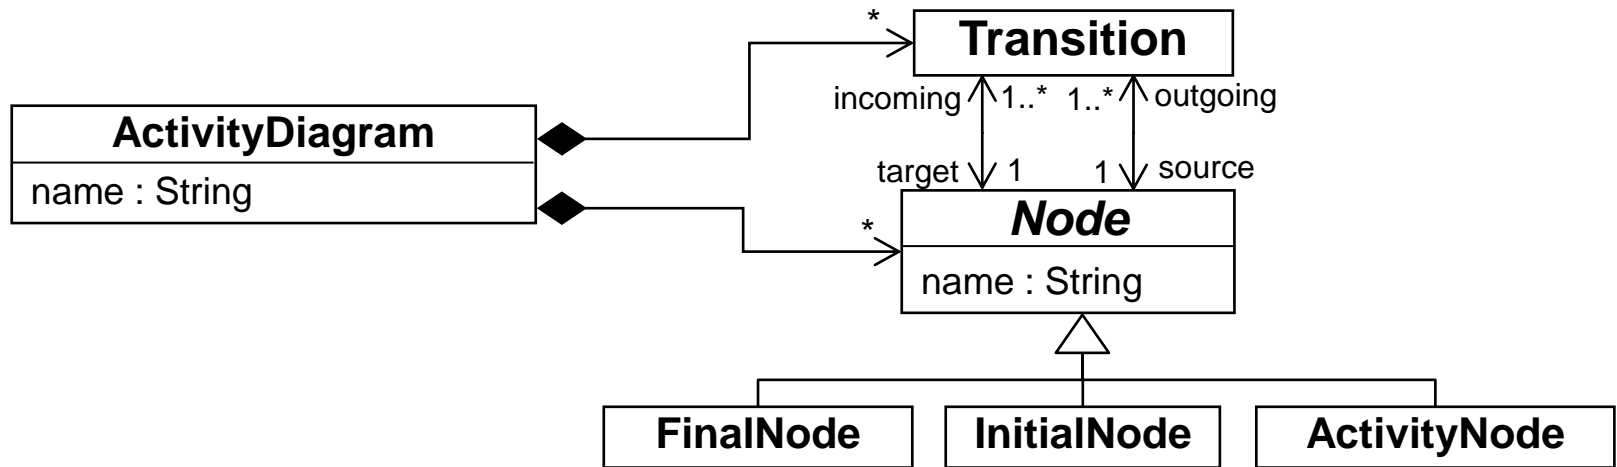 *
Transition
incoming 1..* 1..* outgoing
ActivityDiagram
name : String
target 1 1 source
*
Node
name : String
FinalNode InitialNode ActivityNode